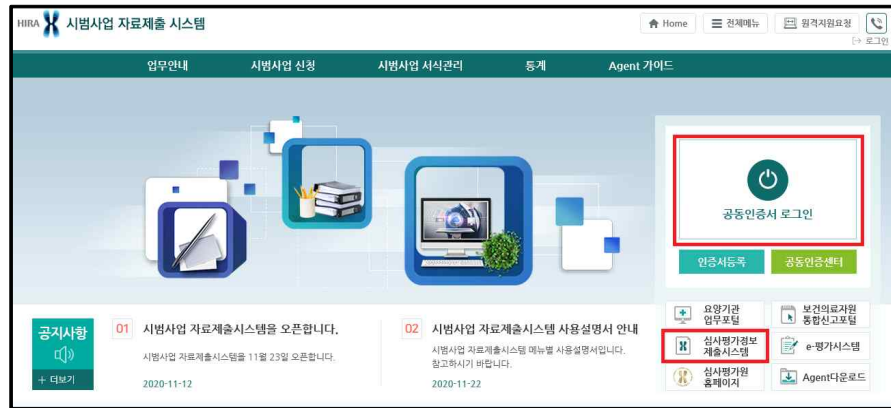 HIRA 시범사업 자료제출 시스템
Home 전체메뉴 원격지원요청
로그인
업무안내 시범사업 신청 시범사업 서식관리 통계 Agent 가이드
공동인증서 로그인
인증서등록 공동인증센터
공지사항
+ 더보기
01 시범사업 자료제출시스템을 오픈합니다.
시범사업 자료제출시스템을 11월 23일 오픈합니다.
2020-11-12
02 시범사업 자료제출시스템 사용설명서 안내
시범사업 자료제출시스템 메뉴별 사용설명서입니다.
참고하시기 바랍니다.
2020-11-22
요양기관
업무포털
보건의료자원
통합신고포털
심사평가정보
제출시스템
e-평가시스템
심사평가원
홈페이지
Agent다운로드